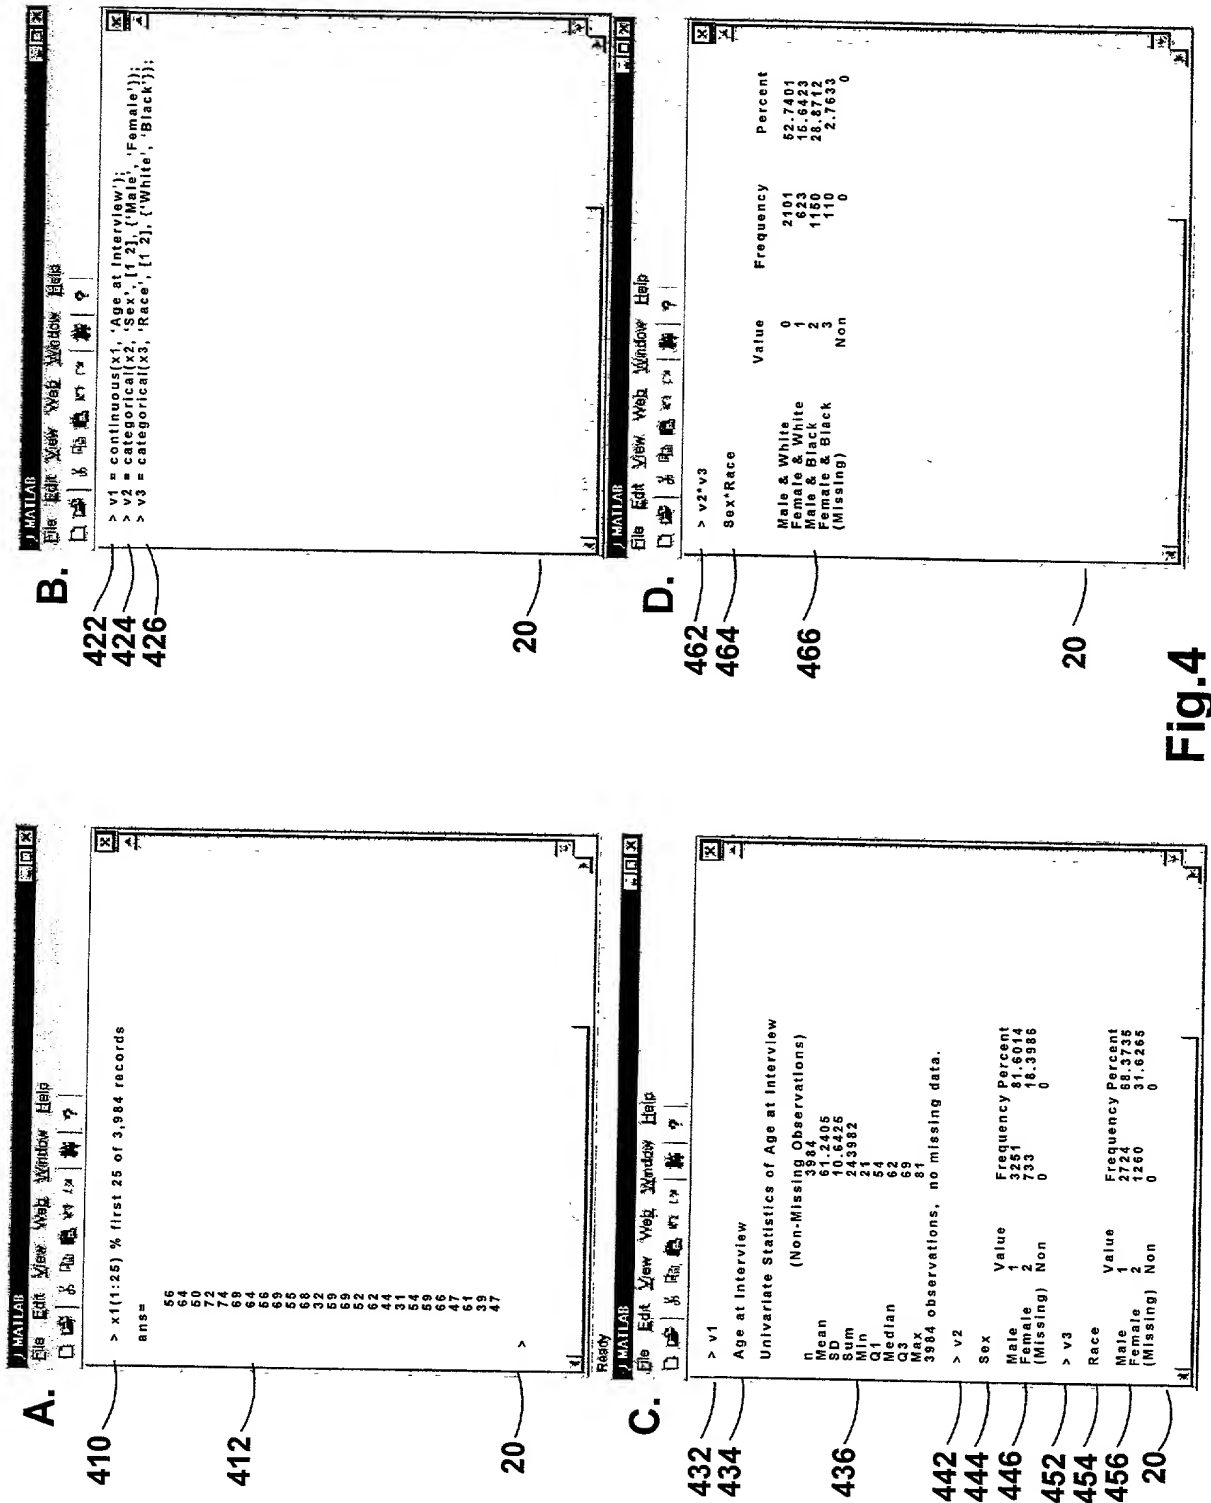 A.
MATLAB
File Edit View Web Window Help
?
410
> x1(1:25) % first 25 of 3,984 records
ans=
412
56
64
50
72
74
69
64
56
69
55
68
32
59
69
52
62
44
31
54
59
66
47
61
39
47
20
>
Ready
B.
MATLAB
File Edit View Web Window Help
?
422
> v1 = continuous(x1, 'Age at Interview');
424
> v2 = categorical(x2, 'Sex', [1 2], {'Male', 'Female'});
426
> v3 = categorical(x3, 'Race', [1 2], {'White', 'Black'});
20
C.
MATLAB
File Edit View Web Window Help
?
432
> v1
434
Age at Interview
Univariate Statistics of Age at Interview
(Non-Missing Observations)
436
n 3984
Mean 61.2405
SD 10.6425
Sum 243982
Min 21
Q1 54
Median 62
Q3 69
Max 81
3984 observations, no missing data.
442
> v2
444
Sex
446
Value Frequency Percent
Male 1 3251 81.6014
Female 2 733 18.3986
(Missing) Non 0 0
452
> v3
454
Race
456
Value Frequency Percent
Male 1 2724 68.3735
Female 2 1260 31.6265
(Missing) Non 0 0
20
D.
MATLAB
File Edit View Web Window Help
?
462
> v2*v3
464
Sex*Race
466
Value Frequency Percent
Male & White 0 2101 52.7401
Female & White 1 623 15.6423
Male & Black 2 1150 28.8712
Female & Black 3 110 2.7633
(Missing) Non 0 0
20
Fig.4